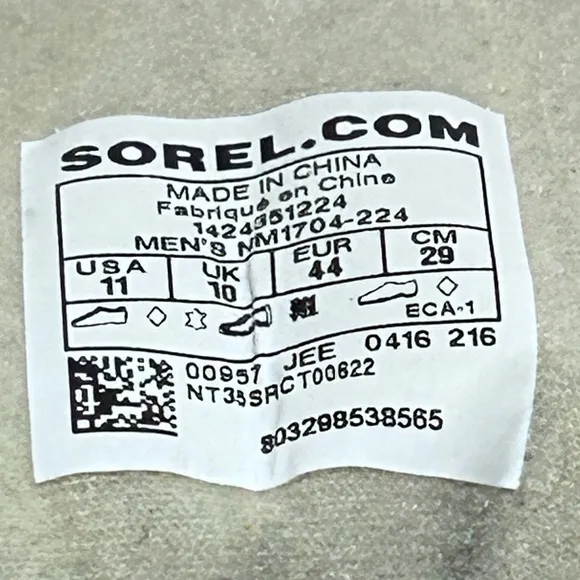 SOREL.COM
MADE IN CHINA
Fabriqué en Chine
1424351224
MEN'S NM1704-224
USA UK EUR CM
11 10 44 29
ECA-1
00957 JEE 0416 216
NT35SRCT00622
803298538565